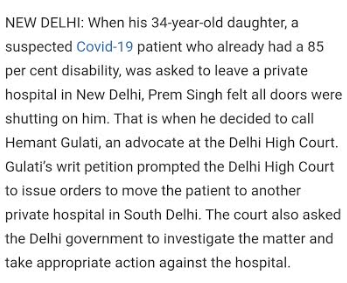 NEW DELHI: When his 34-year-old daughter, a
suspected Covid-19 patient who already had a 85
per cent disability, was asked to leave a private
hospital in New Delhi, Prem Singh felt all doors were
shutting on him. That is when he decided to call
Hemant Gulati, an advocate at the Delhi High Court.
Gulati's writ petition prompted the Delhi High Court
to issue orders to move the patient to another
private hospital in South Delhi. The court also asked
the Delhi government to investigate the matter and
take appropriate action against the hospital.